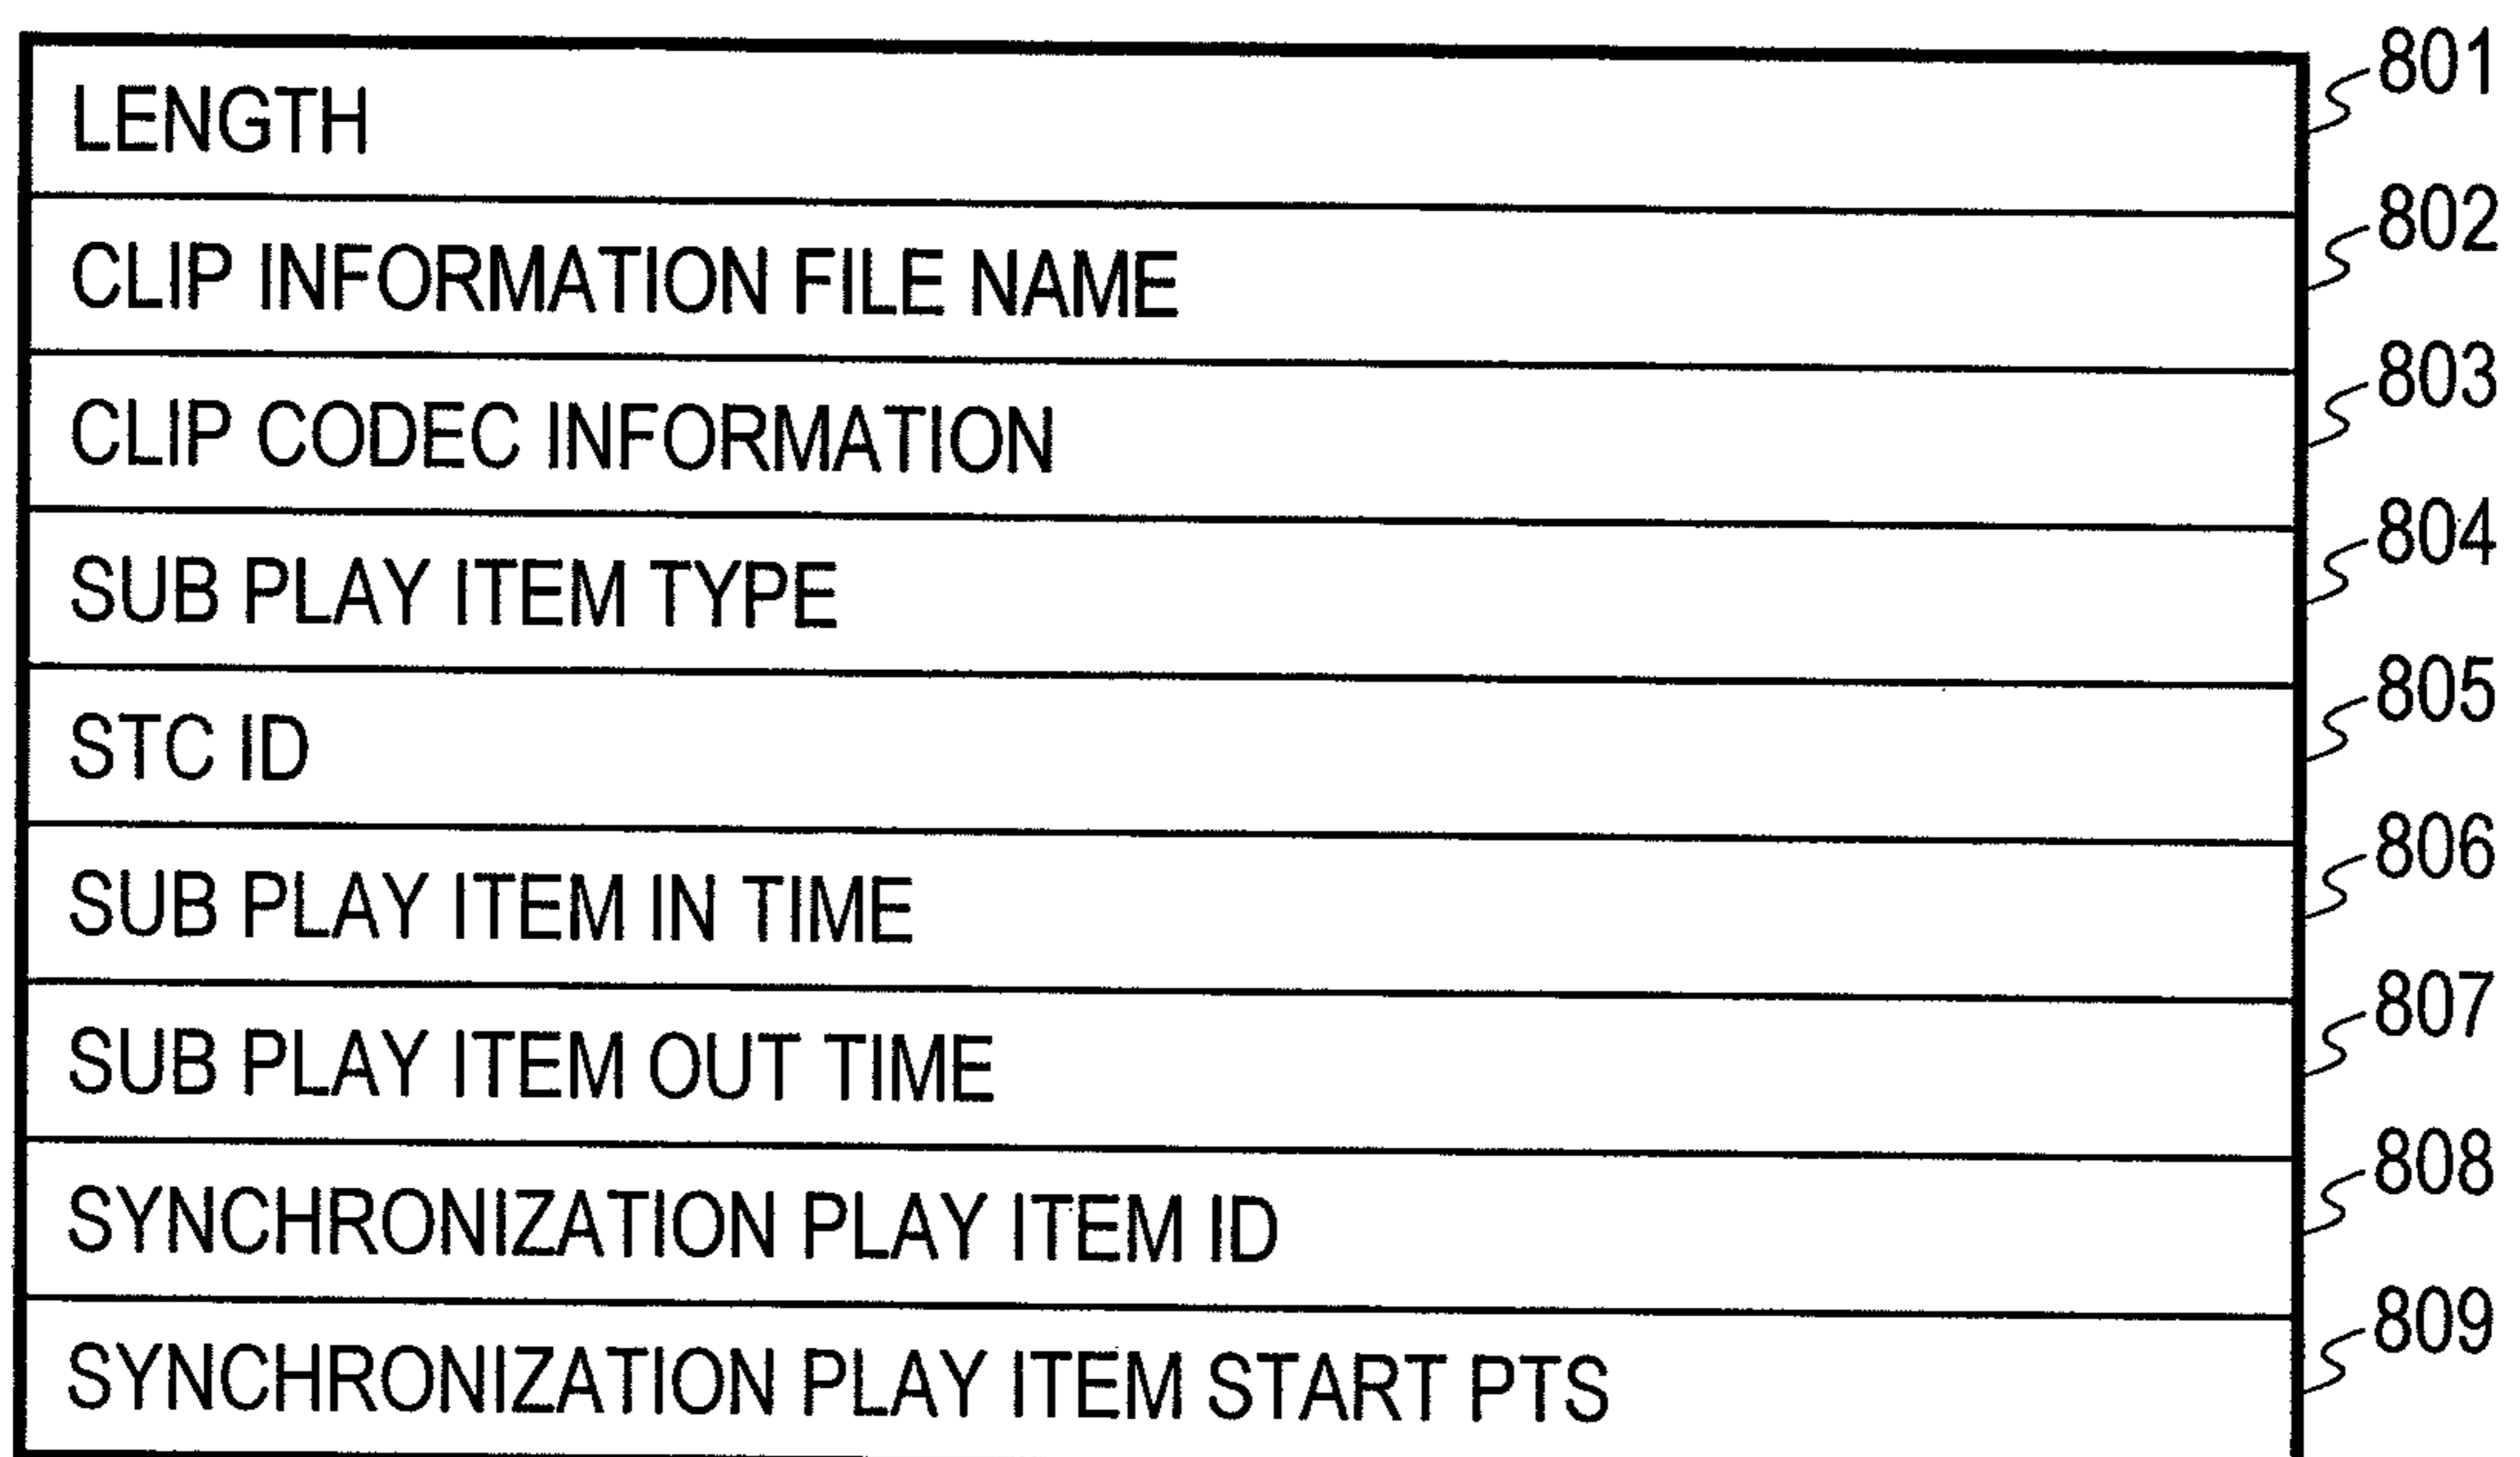 LENGTH 801
CLIP INFORMATION FILE NAME 802
CLIP CODEC INFORMATION 803
SUB PLAY ITEM TYPE 804
STC ID 805
SUB PLAY ITEM IN TIME 806
SUB PLAY ITEM OUT TIME 807
SYNCHRONIZATION PLAY ITEM ID 808
SYNCHRONIZATION PLAY ITEM START PTS 809